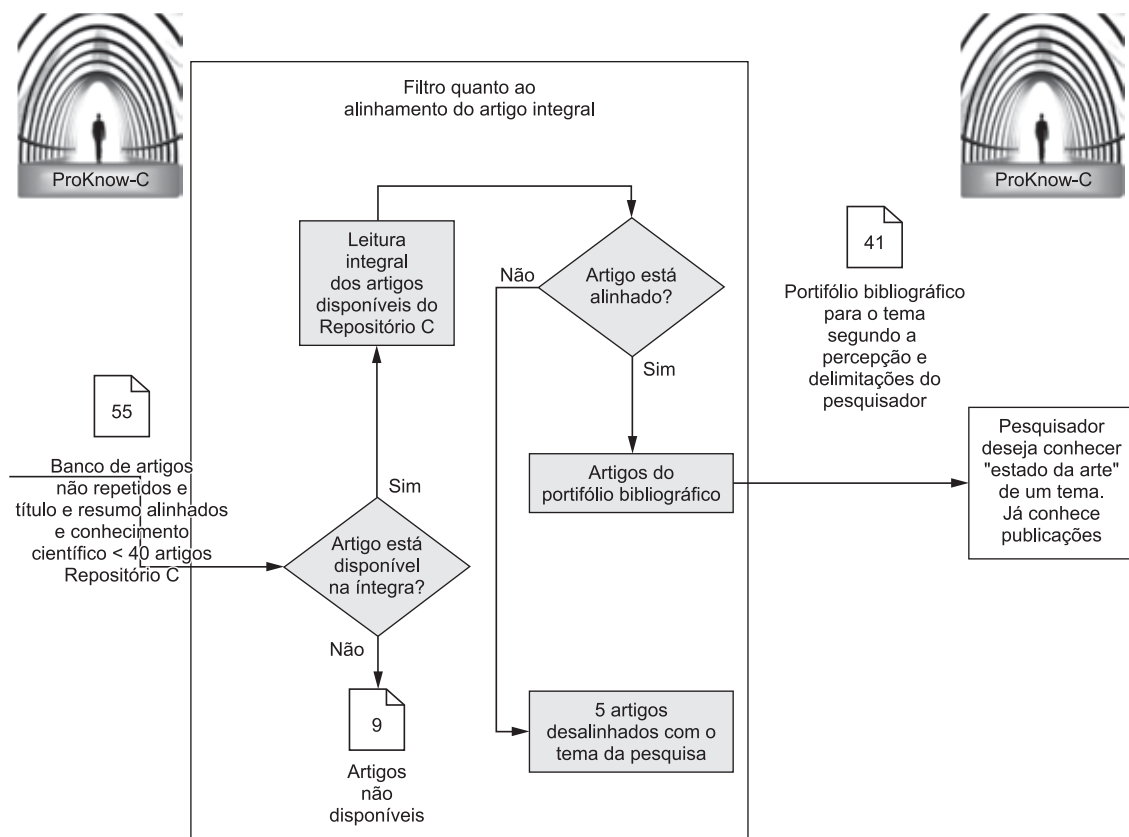 ProKnow-C
ProKnow-C
Filtro quanto ao
alinhamento do artigo integral
55
Banco de artigos
não repetidos e
título e resumo alinhados
e conhecimento
científico < 40 artigos
Repositório C
Artigo está
disponível
na íntegra?
Sim
Não
9
Artigos
não
disponíveis
Leitura
integral
dos artigos
disponíveis do
Repositório C
Artigo está
alinhado?
Não
Sim
Artigos do
portifólio bibliográfico
5 artigos
desalinhados com o
tema da pesquisa
41
Portifólio bibliográfico
para o tema
segundo a
percepção e
delimitações do
pesquisador
Pesquisador
deseja conhecer
"estado da arte"
de um tema.
Já conhece
publicações